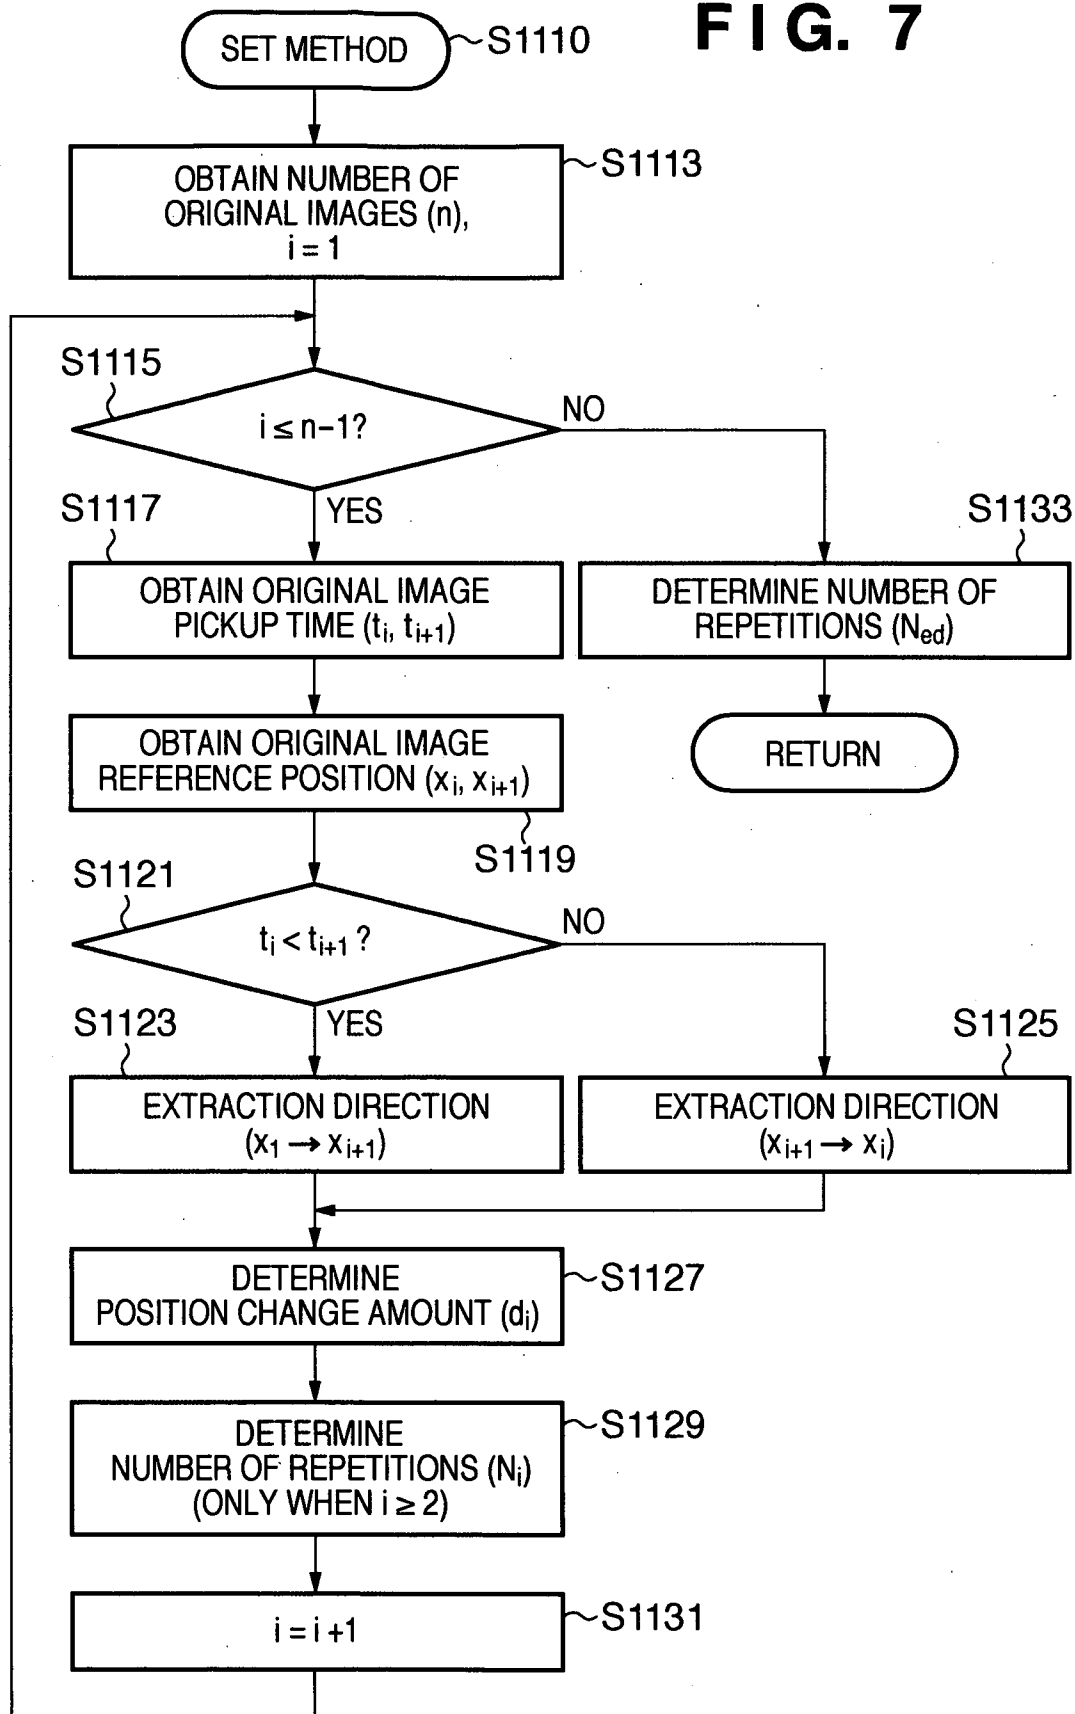 FIG. 7
SET METHOD
S1110
S1113
OBTAIN NUMBER OF
ORIGINAL IMAGES (n),
i = 1
S1115
i ≤ n−1?
NO
YES
S1117
OBTAIN ORIGINAL IMAGE
PICKUP TIME (ti, ti+1)
S1133
DETERMINE NUMBER OF
REPETITIONS (Ned)
OBTAIN ORIGINAL IMAGE
REFERENCE POSITION (xi, xi+1)
S1119
RETURN
S1121
ti < ti+1 ?
NO
YES
S1123
EXTRACTION DIRECTION
(x1 → xi+1)
S1125
EXTRACTION DIRECTION
(xi+1 → xi)
DETERMINE
POSITION CHANGE AMOUNT (di)
S1127
DETERMINE
NUMBER OF REPETITIONS (Ni)
(ONLY WHEN i ≥ 2)
S1129
i = i +1
S1131